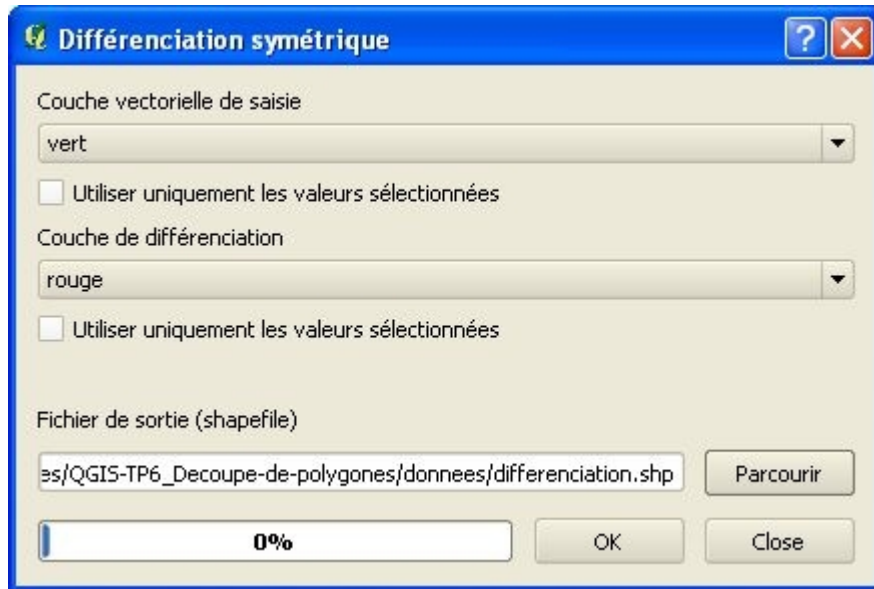 Différenciation symétrique
Couche vectorielle de saisie
vert
Utiliser uniquement les valeurs sélectionnées
Couche de différenciation
rouge
Utiliser uniquement les valeurs sélectionnées
Fichier de sortie (shapefile)
es/QGIS-TP6_Decoupe-de-polygones/donnees/differenciation.shp
Parcourir
0%
OK
Close